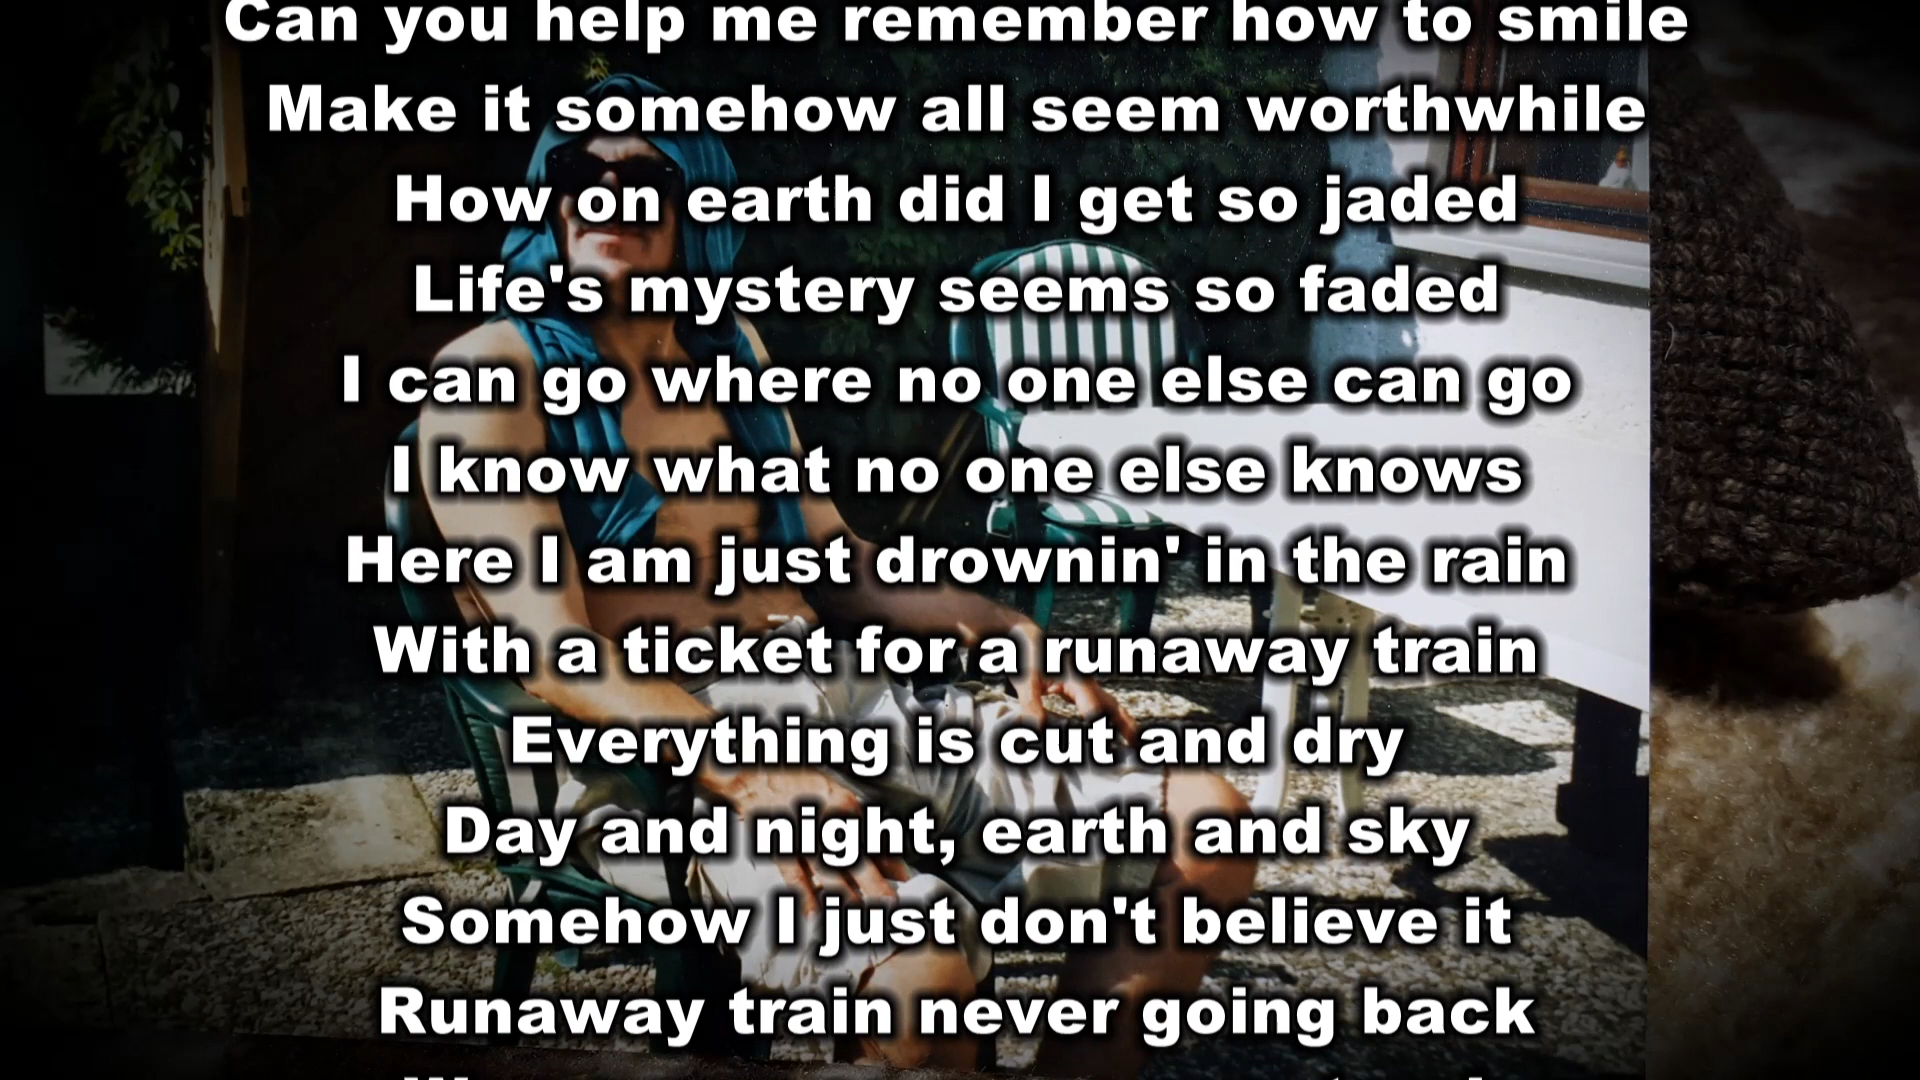 Can you help me remember how to smile
Make it somehow all seem worthwhile
How on earth did I get so jaded
Life's mystery seems so faded
I can go where no one else can go
I know what no one else knows
Here I am just drownin' in the rain
With a ticket for a runaway train
Everything is cut and dry
Day and night, earth and sky
Somehow I just don't believe it
Runaway train never going back